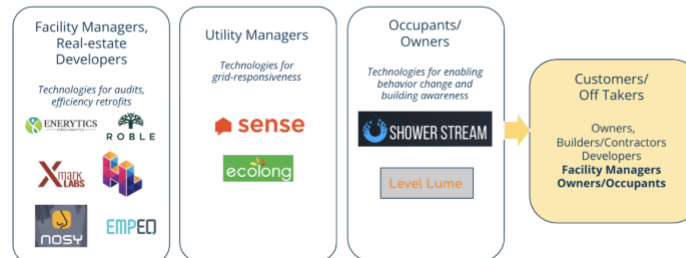 Facility Managers,
Real-estate
Developers
Technologies for audits,
efficiency retrofits
ENERYTICS
ROBLE
Xmark
LABS
nosy
EMPEO
Utility Managers
Technologies for
grid-responsiveness
sense
ecolong
Occupants/
Owners
Technologies for enabling
behavior change and
building awareness
SHOWER STREAM
Level Lume
Customers/
Off Takers
Owners,
Builders/Contractors
Developers
Facility Managers
Owners/Occupants